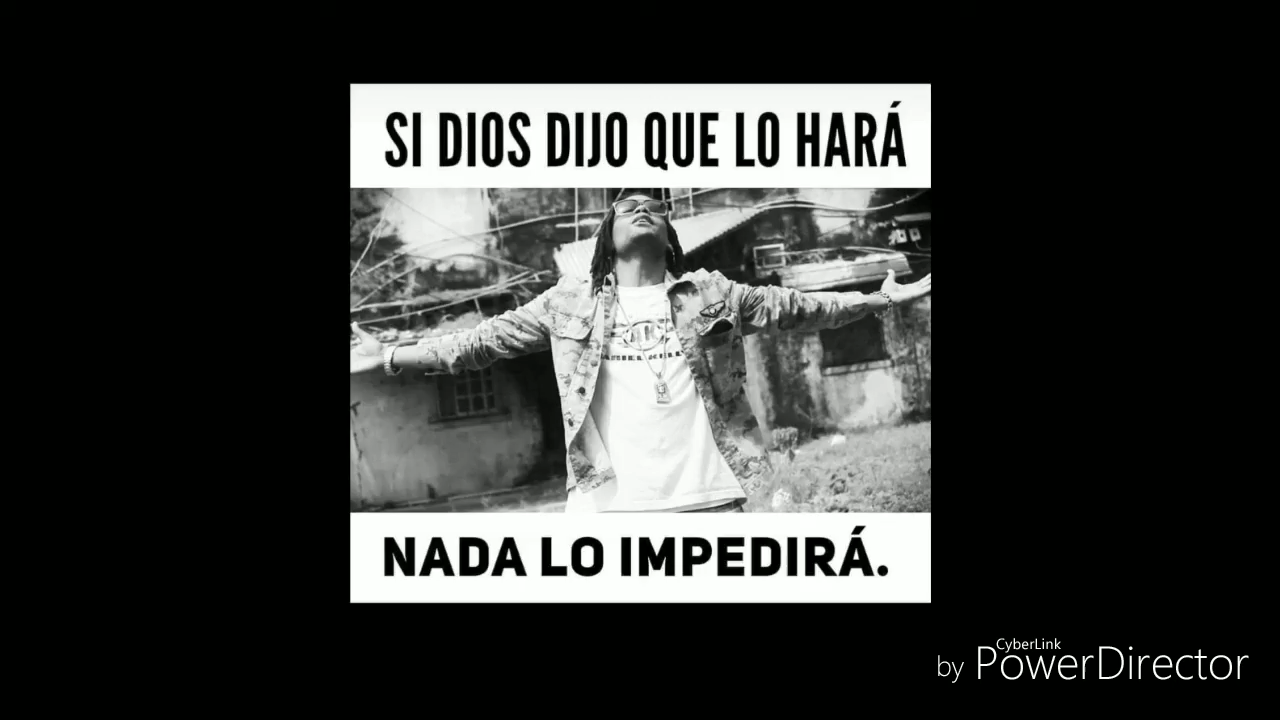 SI DIOS DIJO QUE LO HARÁ
NADA LO IMPEDIRÁ.
CyberLink
by PowerDirector